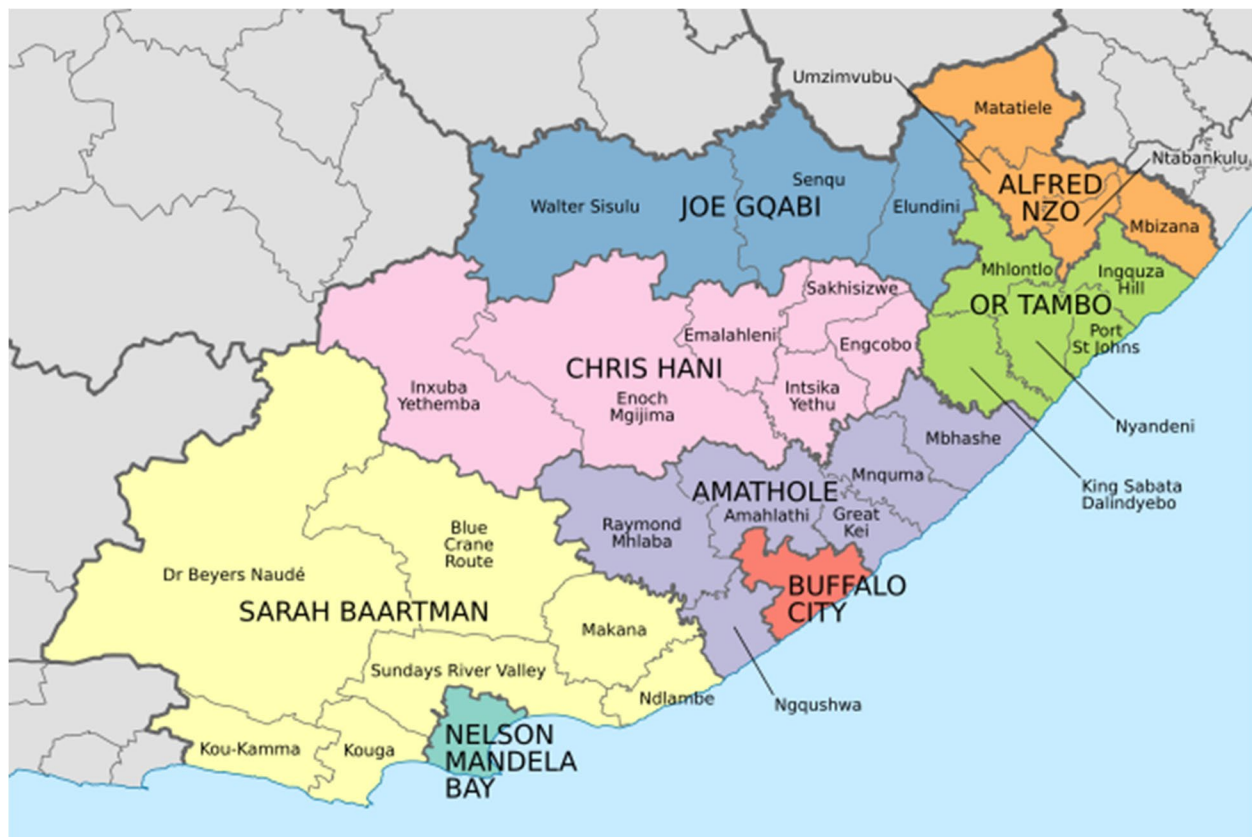 Umzimvubu
Matatiele
Ntabankulu
ALFRED
NZO
Senqu
Walter Sisulu
JOE GQABI
Elundini
Mbizana
Mhlontlo
Ingquza
Hill
Sakhisizwe
OR TAMBO
Emalahleni
Port
St Johns
Engcobo
CHRIS HANI
Inxuba
Yethemba
Enoch
Mgijima
Intsika
Yethu
Nyandeni
Mbhashe
Mnquma
King Sabata
Dalindyebo
AMATHOLE
Amahlathi
Great
Kei
Raymond
Mhlaba
Blue
Crane
Route
Dr Beyers Naudé
BUFFALO
CITY
SARAH BAARTMAN
Makana
Sundays River Valley
Ndlambe
Ngqushwa
NELSON
MANDELA
BAY
Kou-Kamma
Kouga